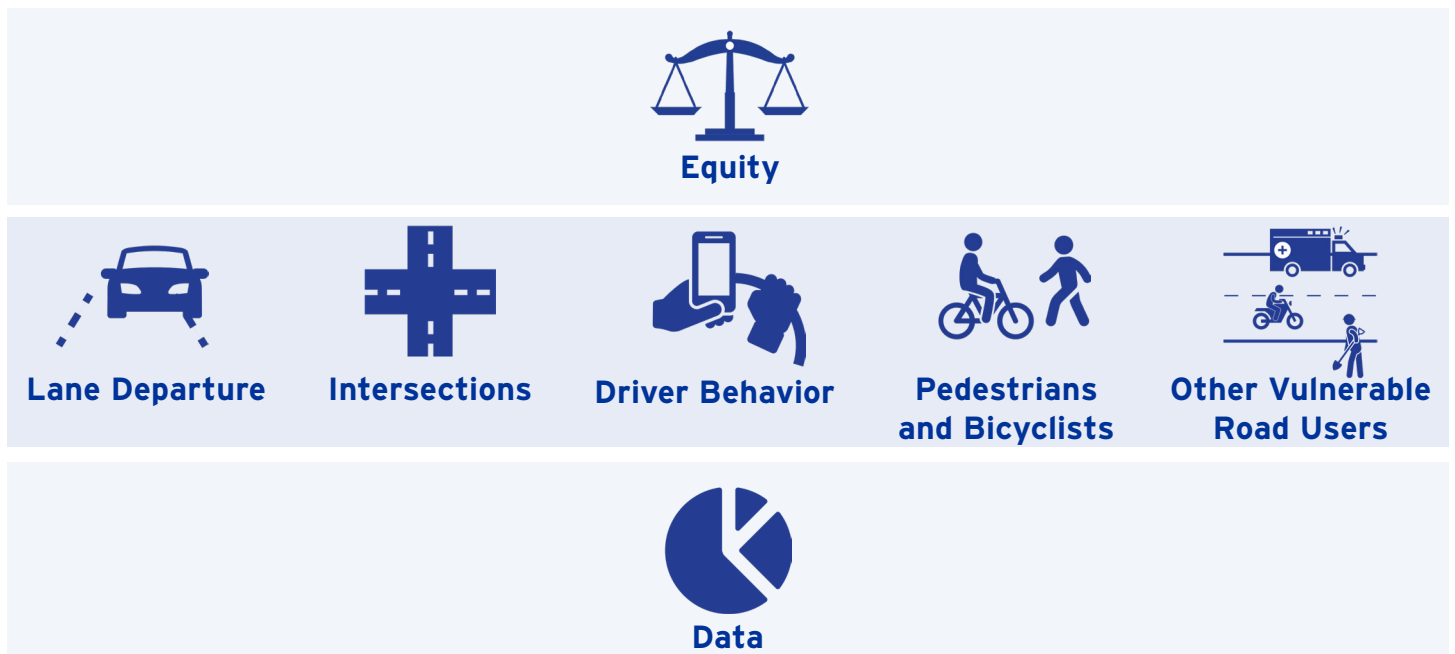 Equity
Lane Departure
Intersections
Driver Behavior
Pedestrians
and Bicyclists
Other Vulnerable
Road Users
Data